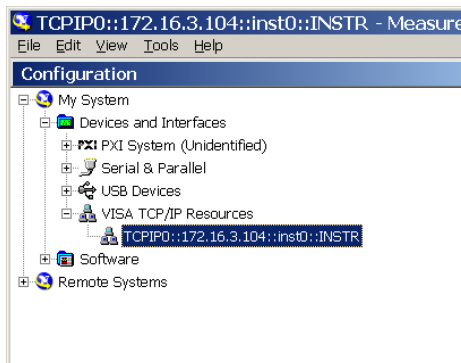 TCPIP0::172.16.3.104::inst0::INSTR - Measure
File Edit View Tools Help
Configuration
My System
Devices and Interfaces
PXI PXI System (Unidentified)
Serial & Parallel
USB Devices
VISA TCP/IP Resources
TCPIP0::172.16.3.104::inst0::INSTR
Software
Remote Systems